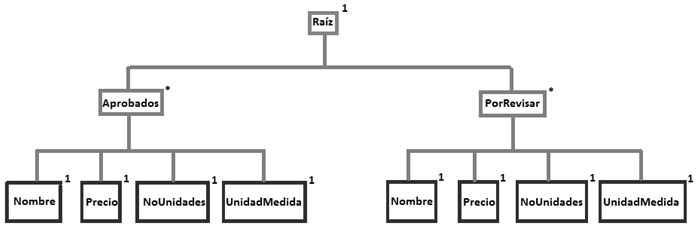 Raíz 1
Aprobados * PorRevisar *
Nombre 1 Precio 1 NoUnidades 1 UnidadMedida 1 Nombre 1 Precio 1 NoUnidades 1 UnidadMedida 1